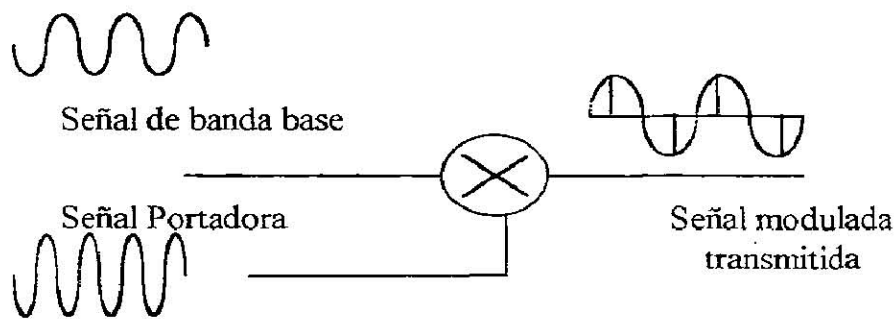 Señal de banda base
Señal Portadora
Señal modulada
transmitida